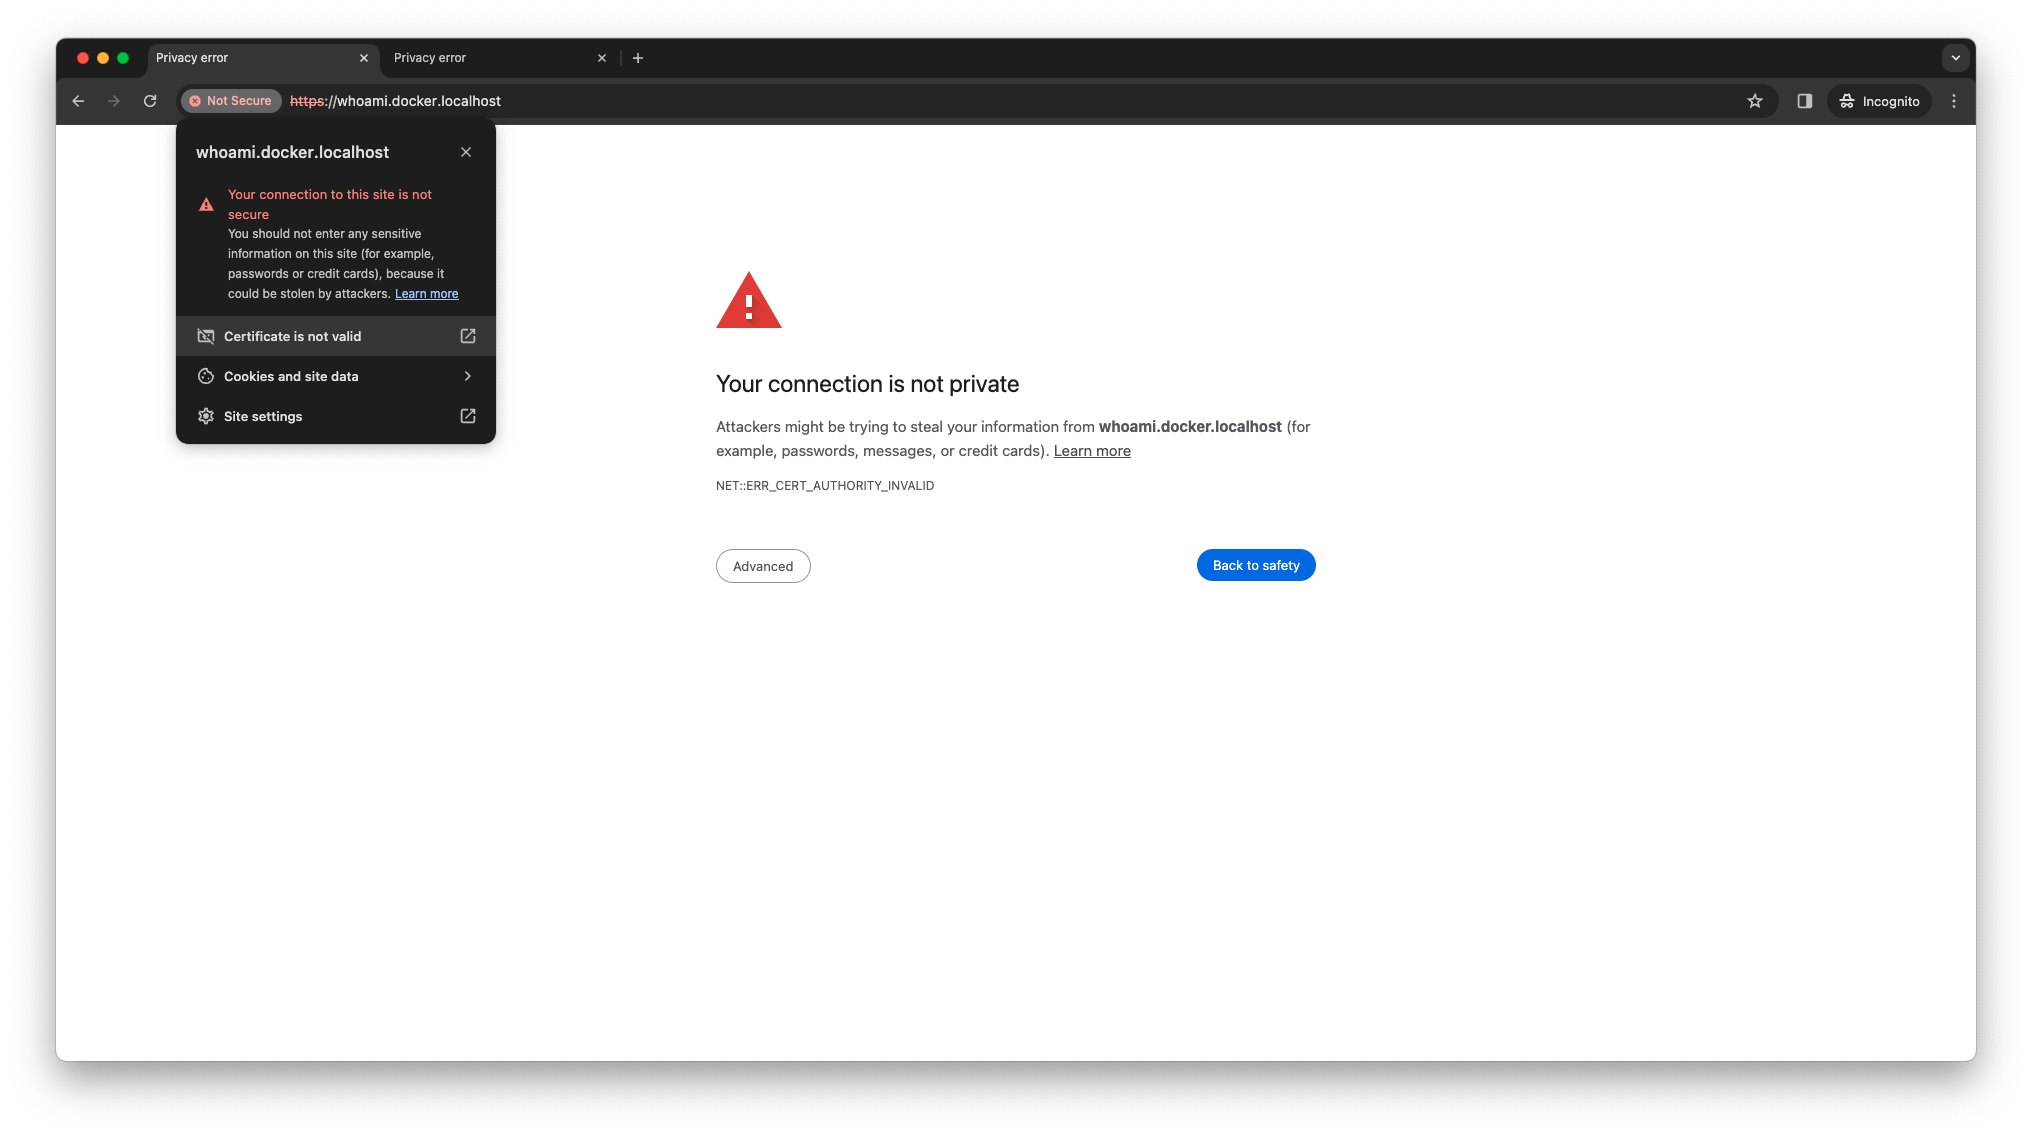 Privacy error
Privacy error
Not Secure https://whoami.docker.localhost
Incognito
whoami.docker.localhost
Your connection to this site is not
secure
You should not enter any sensitive
information on this site (for example,
passwords or credit cards), because it
could be stolen by attackers. Learn more
Certificate is not valid
Cookies and site data
Site settings
Your connection is not private
Attackers might be trying to steal your information from whoami.docker.localhost (for
example, passwords, messages, or credit cards). Learn more
NET::ERR_CERT_AUTHORITY_INVALID
Advanced
Back to safety